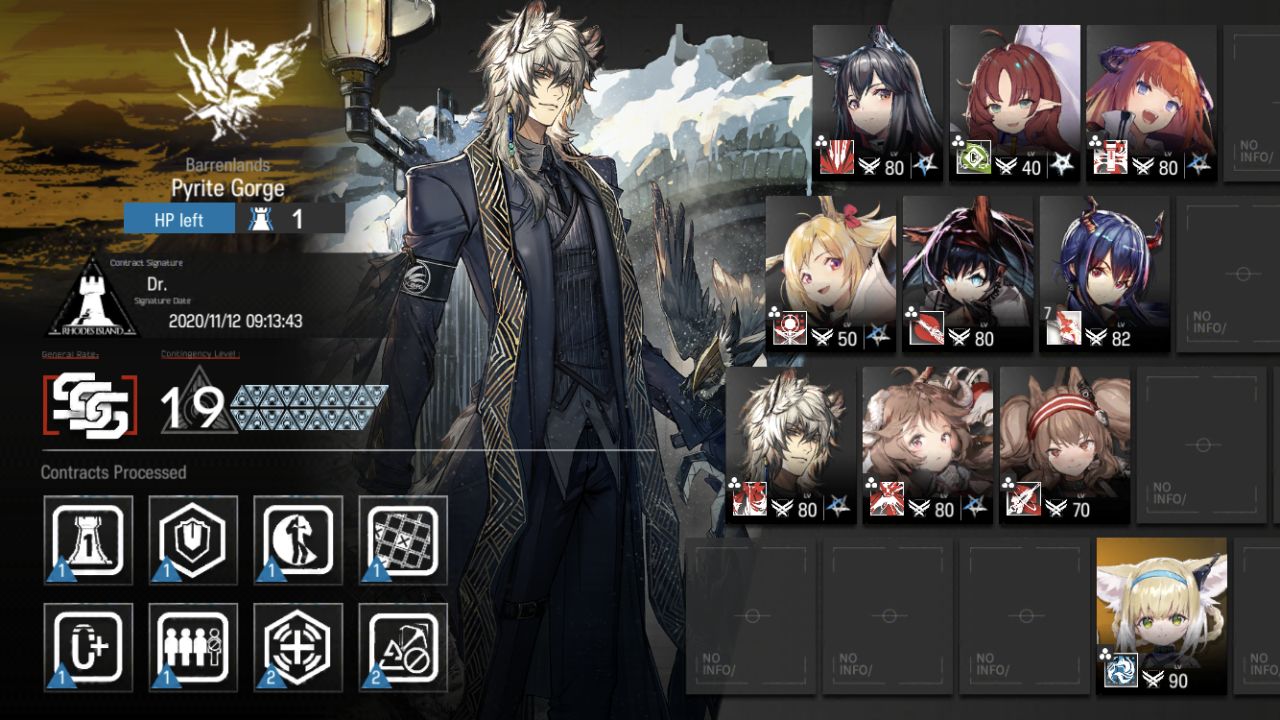 Barrenlands
Pyrite Gorge
HP left 1
Contract Signature
Dr.
Signature Date
2020/11/12 09:13:43
RHODES ISLAND
General Rate:
Contingency Level:
19
Contracts Processed
1
1
1
1
1
1
1
2
2
LV
80
LV
40
LV
80
NO
INFO/
LV
50
LV
80
7
LV
82
NO
INFO/
LV
80
LV
80
LV
70
NO
INFO/
NO
INFO/
NO
INFO/
NO
INFO/
LV
90
NO
INFO/